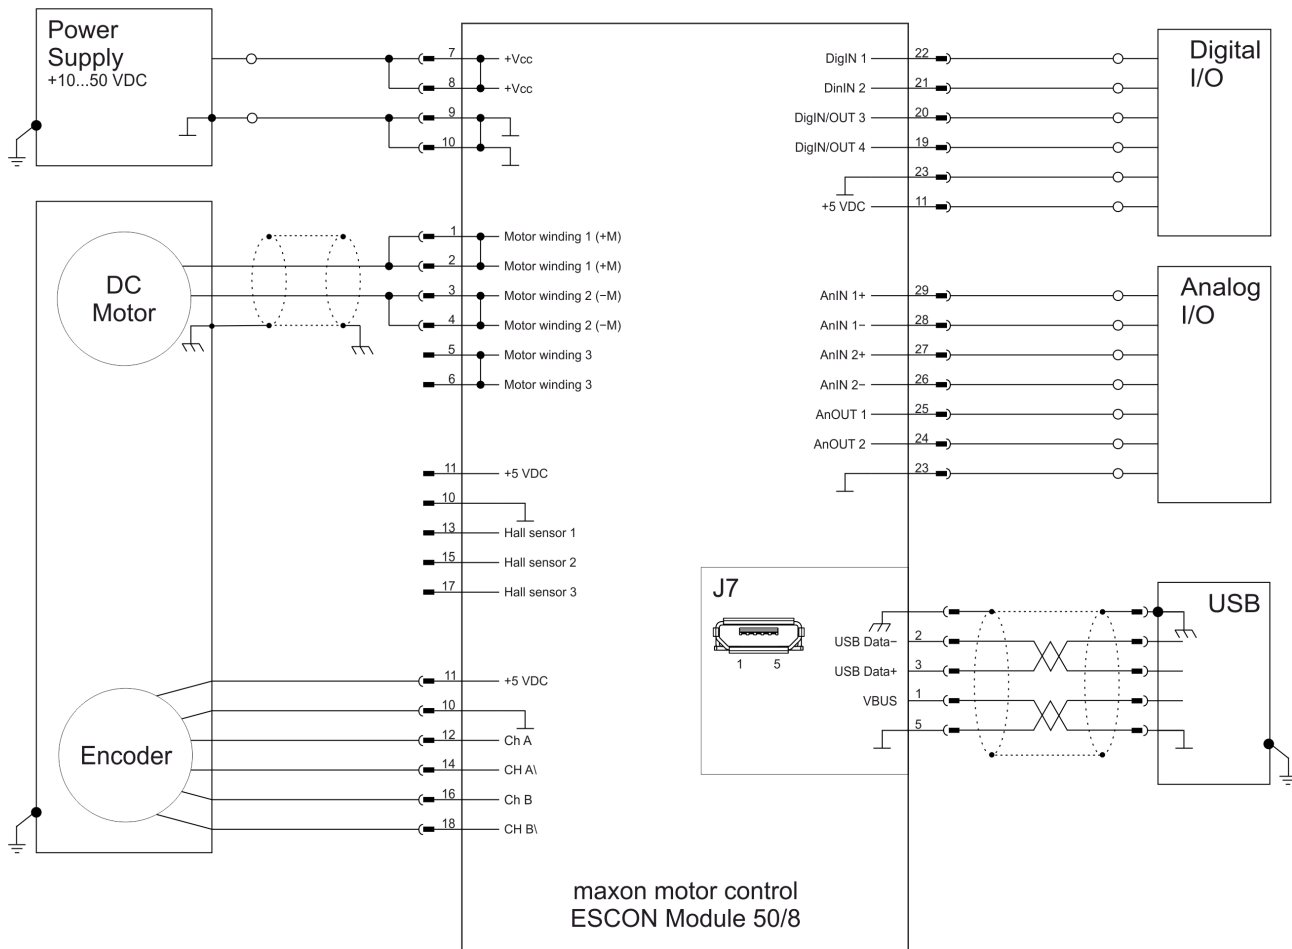 Power
Supply
+10...50 VDC
7 +Vcc
8 +Vcc
9
10
DC
Motor
1 Motor winding 1 (+M)
2 Motor winding 1 (+M)
3 Motor winding 2 (−M)
4 Motor winding 2 (−M)
5 Motor winding 3
6 Motor winding 3
11 +5 VDC
10
13 Hall sensor 1
15 Hall sensor 2
17 Hall sensor 3
Encoder
11 +5 VDC
10
12 Ch A
14 CH A\
16 Ch B
18 CH B\
DigIN 1 22
DinIN 2 21
DigIN/OUT 3 20
DigIN/OUT 4 19
23
+5 VDC 11
Digital
I/O
AnIN 1+ 29
AnIN 1− 28
AnIN 2+ 27
AnIN 2− 26
AnOUT 1 25
AnOUT 2 24
23
Analog
I/O
J7
1 5
USB Data− 2
USB Data+ 3
VBUS 1
5
USB
maxon motor control
ESCON Module 50/8